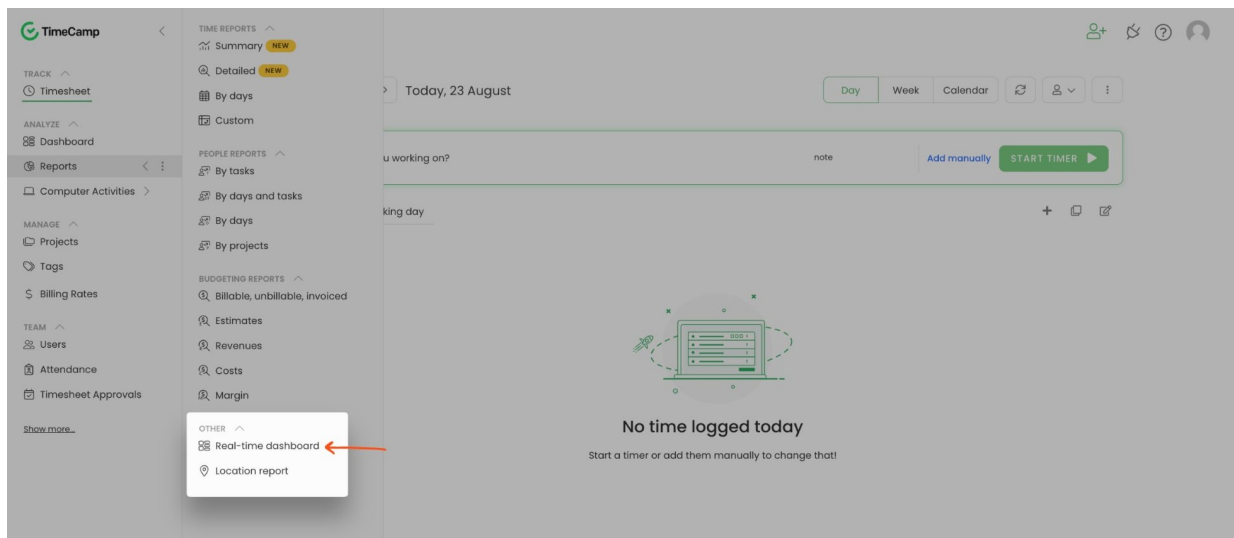 TimeCamp
TRACK
Timesheet
ANALYZE
Dashboard
Reports
Computer Activities
MANAGE
Projects
Tags
Billing Rates
TEAM
Users
Attendance
Timesheet Approvals
Show more...
TIME REPORTS
Summary NEW
Detailed NEW
By days
Custom
PEOPLE REPORTS
By tasks
By days and tasks
By days
By projects
BUDGETING REPORTS
Billable, unbillable, invoiced
Estimates
Revenues
Costs
Margin
OTHER
Real-time dashboard
Location report
Today, 23 August
Day Week Calendar
u working on? note Add manually START TIMER
king day
No time logged today
Start a timer or add them manually to change that!